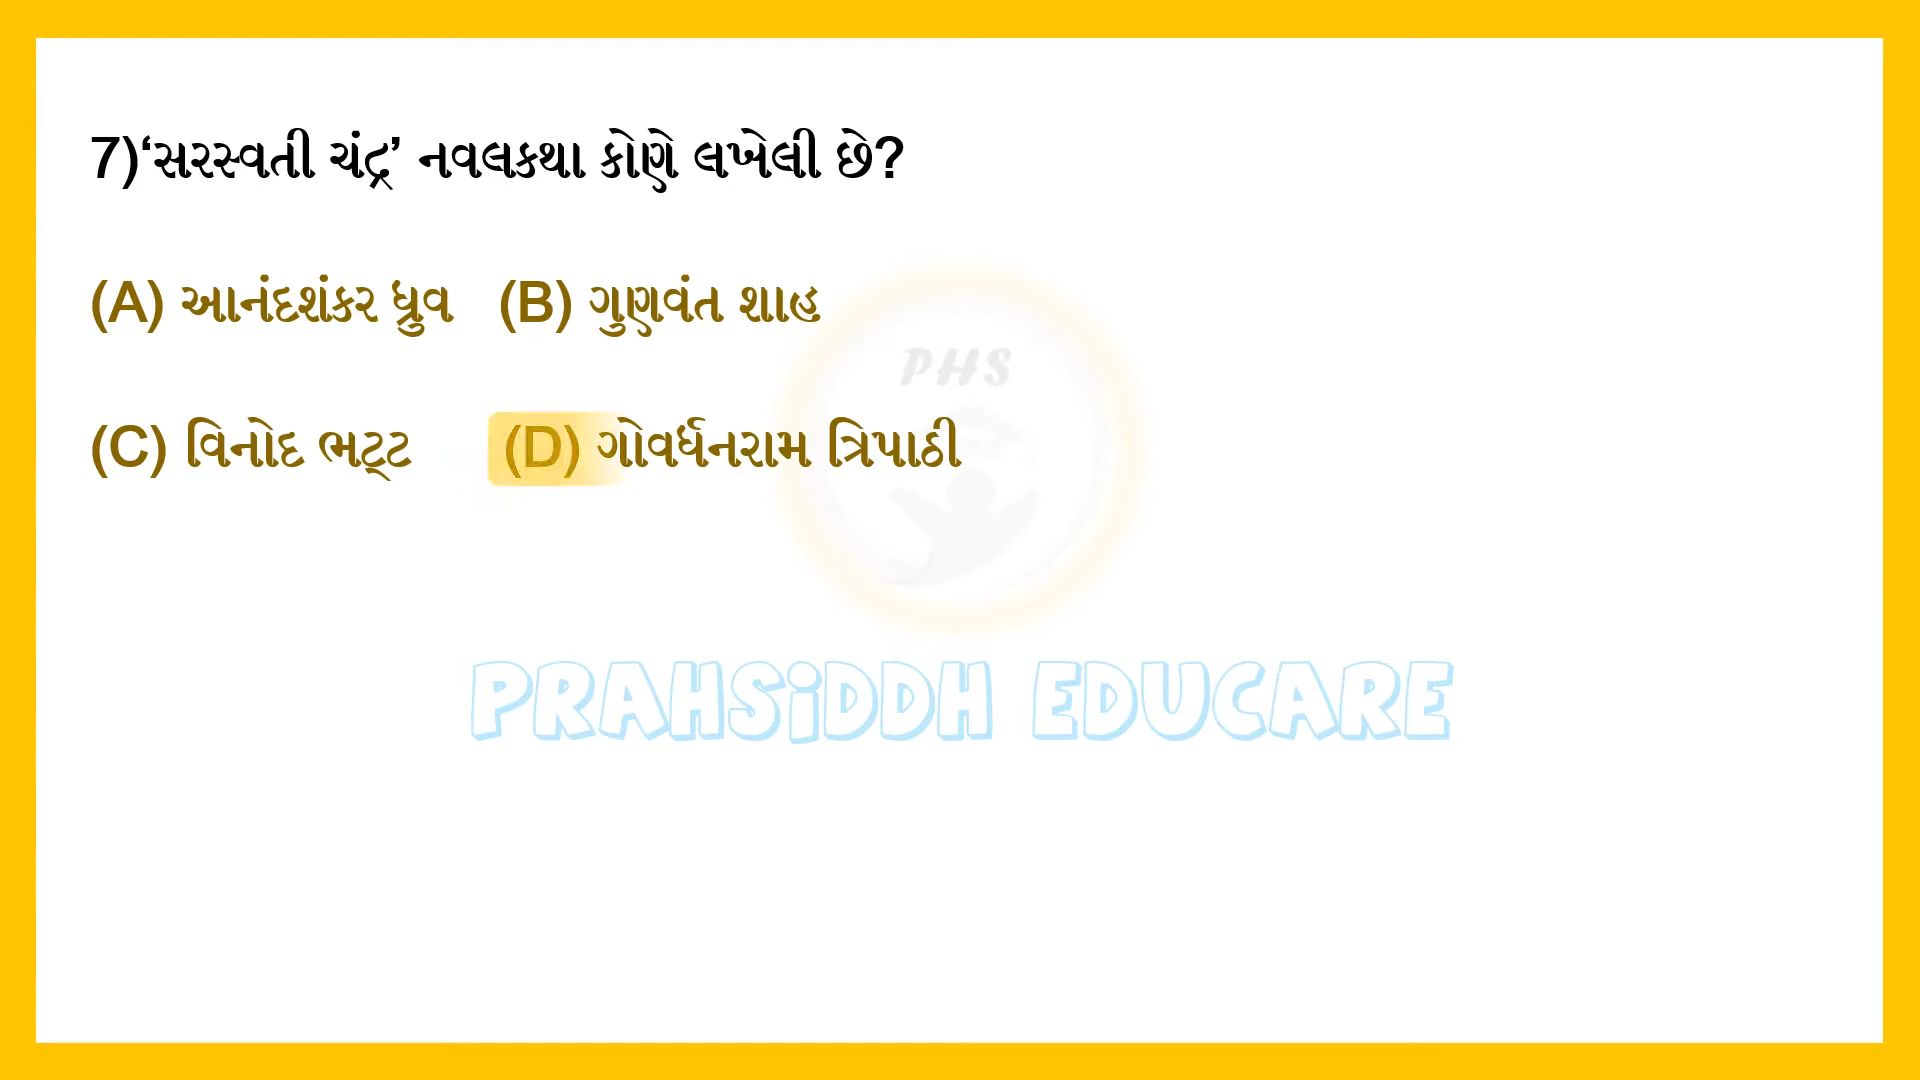 7)‘સરસ્વતી ચંદ્ર’ નવલકથા કોણે લખેલી છે?
(A) આનંદશંકર ધ્રુવ (B) ગુણવંત શાહ
(C) વિનોદ ભટ્ટ (D) ગોવર્ધનરામ ત્રિપાઠી
PHS
PRAHSiDDH EDUCARE